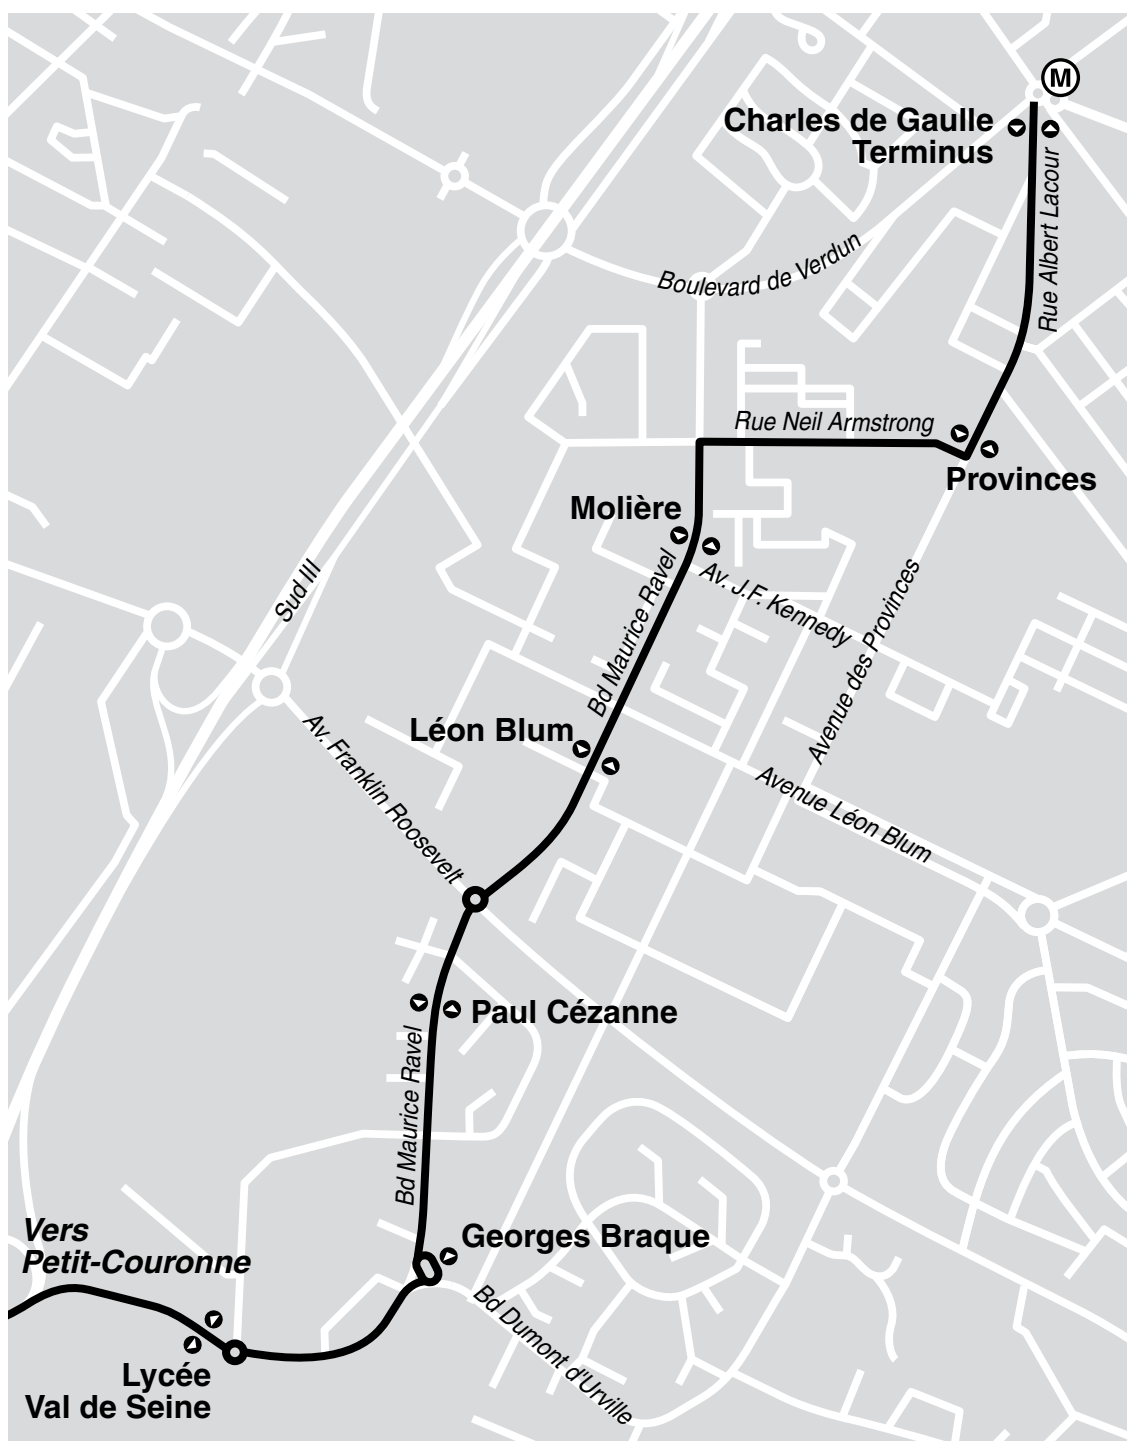 M
Charles de Gaulle
Terminus
Rue Albert Lacour
Boulevard de Verdun
Rue Neil Armstrong
Provinces
Molière
Av. J.F. Kennedy
Bd Maurice Ravel
Avenue des Provinces
Sud III
Léon Blum
Av. Franklin Roosevelt
Avenue Léon Blum
Paul Cézanne
Bd Maurice Ravel
Georges Braque
Vers
Petit-Couronne
Bd Dumont d'Urville
Lycée
Val de Seine